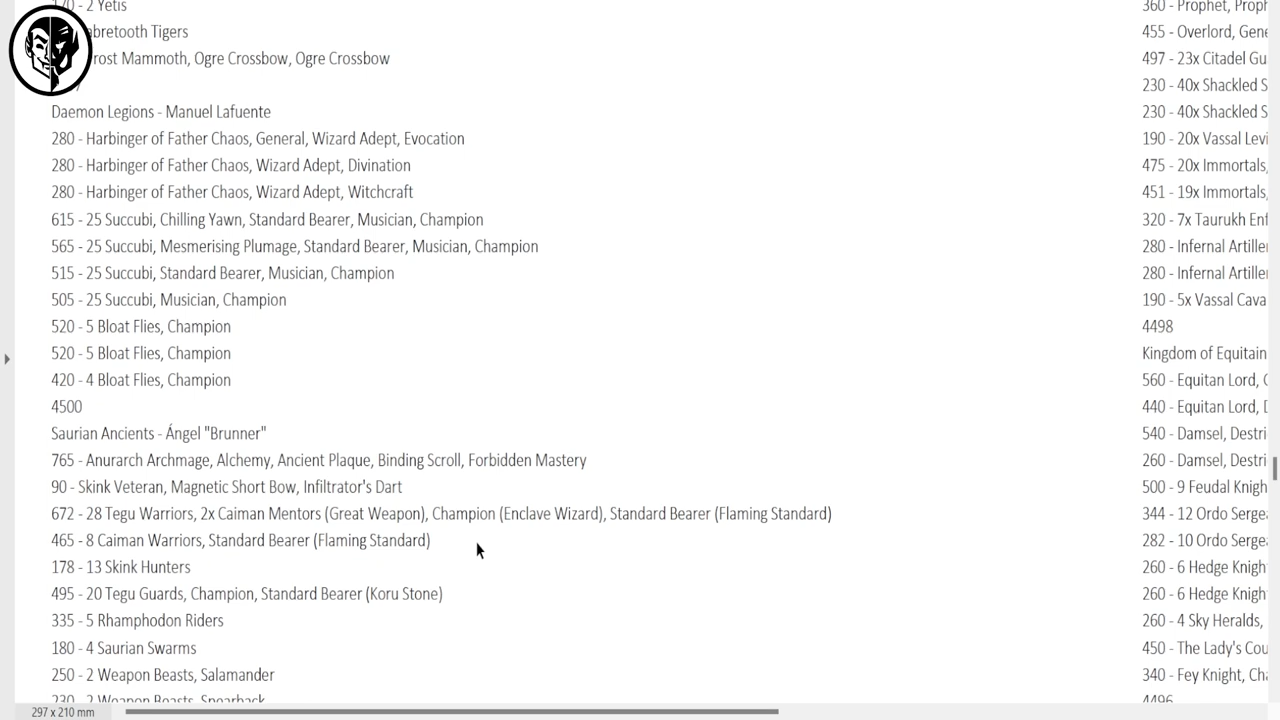 170 - 2 Yetis
abretooth Tigers
rost Mammoth, Ogre Crossbow, Ogre Crossbow
Daemon Legions - Manuel Lafuente
280 - Harbinger of Father Chaos, General, Wizard Adept, Evocation
280 - Harbinger of Father Chaos, Wizard Adept, Divination
280 - Harbinger of Father Chaos, Wizard Adept, Witchcraft
615 - 25 Succubi, Chilling Yawn, Standard Bearer, Musician, Champion
565 - 25 Succubi, Mesmerising Plumage, Standard Bearer, Musician, Champion
515 - 25 Succubi, Standard Bearer, Musician, Champion
505 - 25 Succubi, Musician, Champion
520 - 5 Bloat Flies, Champion
520 - 5 Bloat Flies, Champion
420 - 4 Bloat Flies, Champion
4500
Saurian Ancients - Ángel "Brunner"
765 - Anurarch Archmage, Alchemy, Ancient Plaque, Binding Scroll, Forbidden Mastery
90 - Skink Veteran, Magnetic Short Bow, Infiltrator's Dart
672 - 28 Tegu Warriors, 2x Caiman Mentors (Great Weapon), Champion (Enclave Wizard), Standard Bearer (Flaming Standard)
465 - 8 Caiman Warriors, Standard Bearer (Flaming Standard)
178 - 13 Skink Hunters
495 - 20 Tegu Guards, Champion, Standard Bearer (Koru Stone)
335 - 5 Rhamphodon Riders
180 - 4 Saurian Swarms
250 - 2 Weapon Beasts, Salamander
230 - 2 Weapon Beasts, Spearback
360 - Prophet, Proph
455 - Overlord, Gene
497 - 23x Citadel Gu
230 - 40x Shackled S
230 - 40x Shackled S
190 - 20x Vassal Levi
475 - 20x Immortals,
451 - 19x Immortals,
320 - 7x Taurukh Enf
280 - Infernal Artille
280 - Infernal Artille
190 - 5x Vassal Cava
4498
Kingdom of Equitain
560 - Equitan Lord,
440 - Equitan Lord,
540 - Damsel, Destri
260 - Damsel, Destri
500 - 9 Feudal Knigh
344 - 12 Ordo Serge
282 - 10 Ordo Serge
260 - 6 Hedge Knigh
260 - 6 Hedge Knigh
260 - 4 Sky Heralds,
450 - The Lady's Cou
340 - Fey Knight, Cha
4496
297 x 210 mm